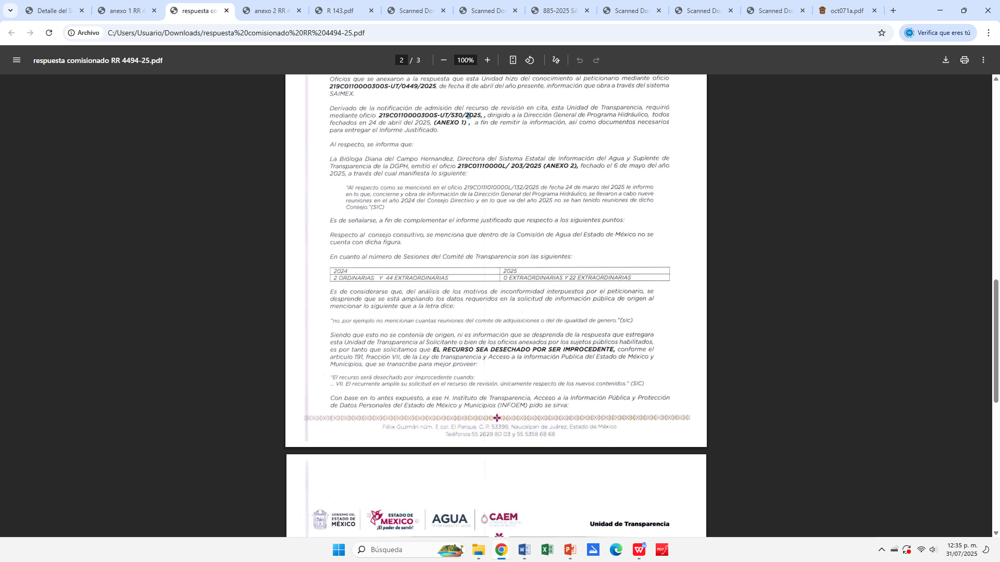 Detalle del S
anexo 1 RR 4
respuesta co
anexo 2 RR 4
R 143.pdf
Scanned Do
Scanned Do
885-2025 SA
Scanned Do
Scanned Do
Scanned Do
oct071a.pdf
Archivo
C:/Users/Usuario/Downloads/respuesta%20comisionado%20RR%204494-25.pdf
Verifica que eres tú
respuesta comisionado RR 4494-25.pdf
2 / 3
100%
Oficios que se anexaron a la respuesta que esta Unidad hizo del conocimiento al peticionario mediante oficio
219C0110000300S-UT/0449/2025, de fecha 8 de abril del año presente, información que obra a través del sistema
SAIMEX.
Derivado de la notificación de admisión del recurso de revisión en cita, esta Unidad de Transparencia, requirió
mediante oficio 219C0110000300S-UT/530/2025, , dirigido a la Dirección General de Programa Hidráulico, todos
fechados en 24 de abril del 2025, (ANEXO 1) , a fin de remitir la información, así como documentos necesarios
para entregar el Informe Justificado.
Al respecto, se informa que:
La Bióloga Diana del Campo Hernandez, Directora del Sistema Estatal de Información del Agua y Suplente de
Transparencia de la DGPH, emitió el oficio 219C01110000L/ 203/2025 (ANEXO 2), fechado el 6 de mayo del año
2025, a través del cual manifiesta lo siguiente:
"Al respecto como se mencionó en el oficio 219CO111010000L/132/2025 de fecha 24 de marzo del 2025 le informo
en lo que, concierne y obra de información de la Dirección General del Programa Hidráulico, se llevaron a cabo nueve
reuniones en el año 2024 del Consejo Directivo y en lo que va del año 2025 no se han tenido reuniones de dicho
Consejo."(SIC)
Es de señalarse, a fin de complementar el informe justificado que respecto a los siguientes puntos:
Respecto al consejo consultivo, se menciona que dentro de la Comisión de Agua del Estado de México no se
cuenta con dicha figura.
En cuanto al número de Sesiones del Comité de Transparencia son las siguientes:
2024 2025
2 ORDINARIAS Y 44 EXTRAORDINARIAS 0 EXTRAORDINARIAS Y 22 EXTRAORDINARIAS
Es de considerarse que, del análisis de los motivos de inconformidad interpuestos por el peticionario, se
desprende que se está ampliando los datos requeridos en la solicitud de información pública de origen al
mencionar lo siguiente que a la letra dice:
"no. por ejemplo no mencionan cuantas reuniones del comite de adquisiciones o del de igualdad de genero."(sic)
Siendo que esto no se contenía de origen, ni es información que se desprenda de la respuesta que estregara
esta Unidad de Transparencia al Solicitante o bien de los oficios anexados por los sujetos públicos habilitados,
es por tanto que solicitamos que EL RECURSO SEA DESECHADO POR SER IMPROCEDENTE, conforme el
articulo 191, fracción VII, de la Ley de transparencia y Acceso a la Información Publica del Estado de México y
Municipios, que se transcribe para mejor proveer:
"El recurso será desechado por improcedente cuando:
... VII. El recurrente amplíe su solicitud en el recurso de revisión, únicamente respecto de los nuevos contenidos." (SIC)
Con base en lo antes expuesto, a ese H. Instituto de Transparencia, Acceso a la Información Pública y Protección
de Datos Personales del Estado de México y Municipios (INFOEM) pido se sirva:
Félix Guzmán núm. 7, col. El Parque, C. P. 53398, Naucalpan de Juárez, Estado de México.
Teléfonos:55 2629 80 03 y 55 5358 68 68
GOBIERNO DEL
ESTADO DE
MÉXICO
ESTADO DE
MÉXICO
¡El poder de servir!
AGUA
SECRETARÍA DEL AGUA
CAEM
Unidad de Transparencia
Búsqueda
12:35 p. m.
31/07/2025